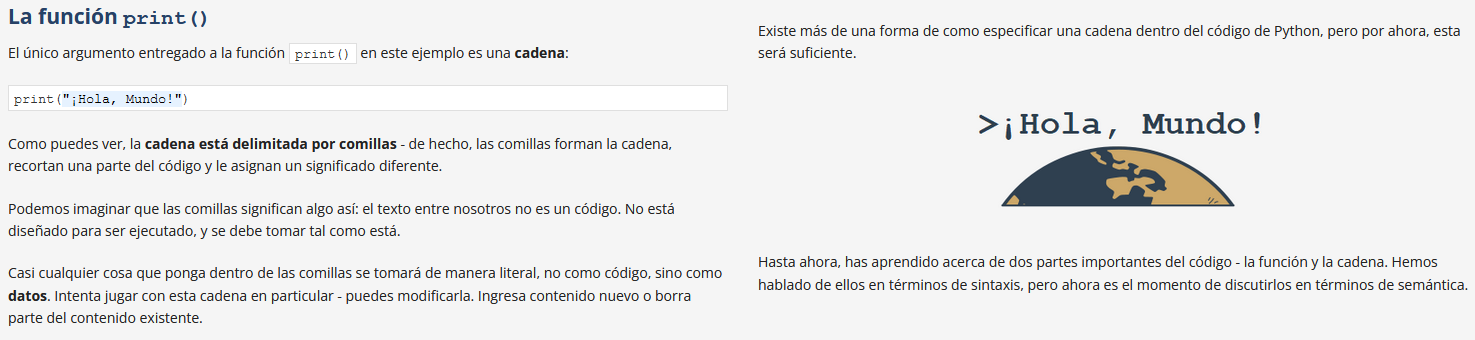 La función print()
El único argumento entregado a la función print() en este ejemplo es una cadena:
print("¡Hola, Mundo!")
Como puedes ver, la cadena está delimitada por comillas - de hecho, las comillas forman la cadena,
recortan una parte del código y le asignan un significado diferente.
Podemos imaginar que las comillas significan algo así: el texto entre nosotros no es un código. No está
diseñado para ser ejecutado, y se debe tomar tal como está.
Casi cualquier cosa que ponga dentro de las comillas se tomará de manera literal, no como código, sino como
datos. Intenta jugar con esta cadena en particular - puedes modificarla. Ingresa contenido nuevo o borra
parte del contenido existente.
Existe más de una forma de como especificar una cadena dentro del código de Python, pero por ahora, esta
será suficiente.
>¡Hola, Mundo!
Hasta ahora, has aprendido acerca de dos partes importantes del código - la función y la cadena. Hemos
hablado de ellos en términos de sintaxis, pero ahora es el momento de discutirlos en términos de semántica.